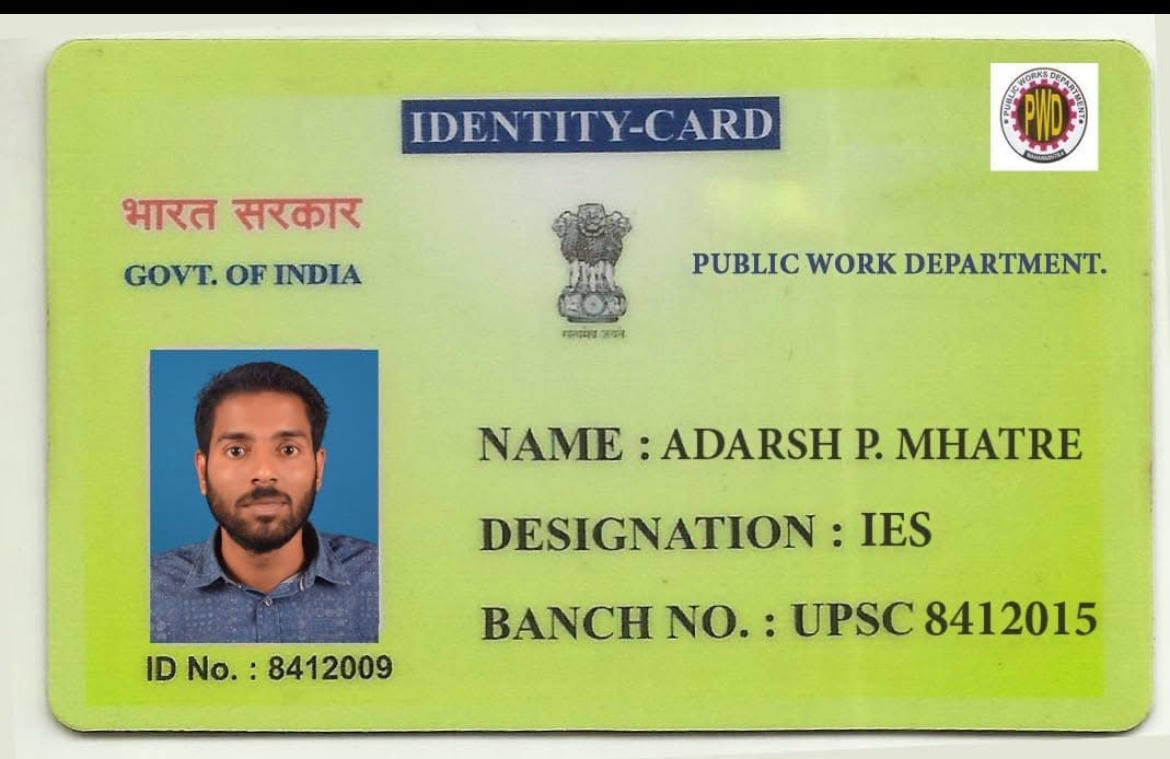 IDENTITY-CARD
PUBLIC WORKS DEPARTMENT
PWD
MAHARASHTRA
भारत सरकार
GOVT. OF INDIA
सत्यमेव जयते
PUBLIC WORK DEPARTMENT.
NAME : ADARSH P. MHATRE
DESIGNATION : IES
BANCH NO. : UPSC 8412015
ID No. : 8412009